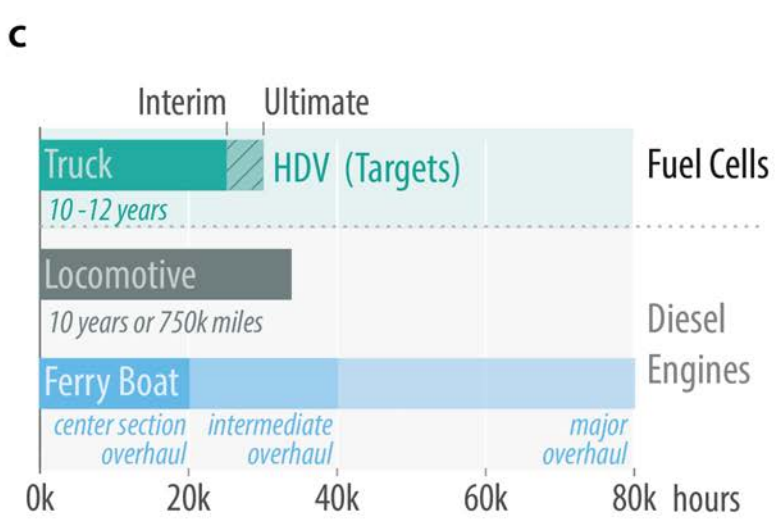 c
Interim Ultimate
Truck HDV (Targets) Fuel Cells
10 -12 years
Locomotive
10 years or 750k miles
Diesel
Engines
Ferry Boat
center section intermediate major
overhaul overhaul overhaul
0k 20k 40k 60k 80k hours